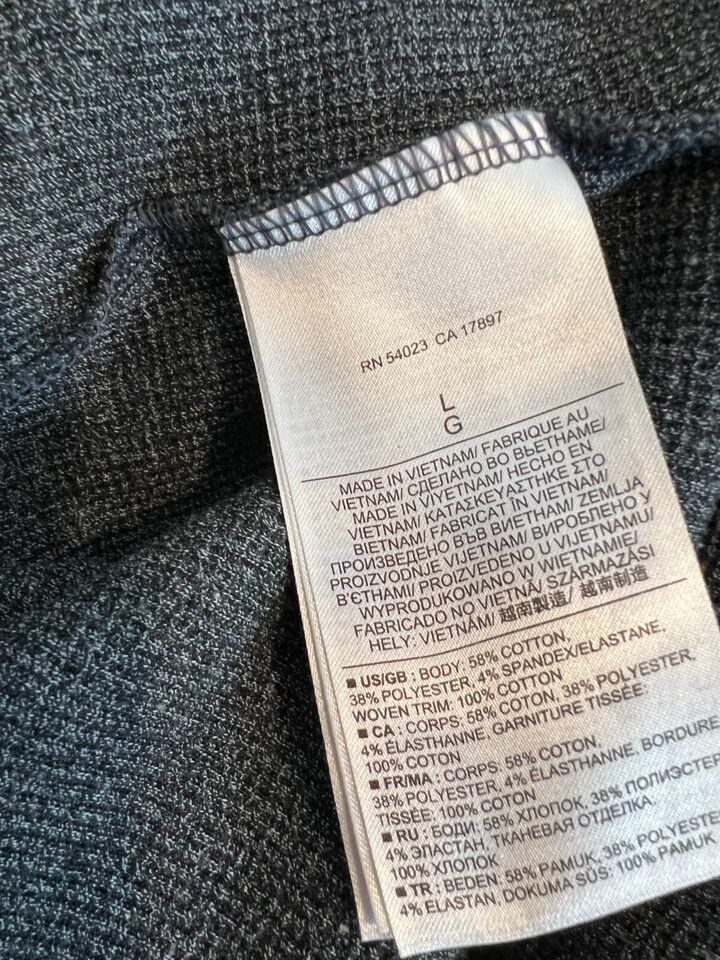 RN 54023 CA 17897
L
G
MADE IN VIETNAM/ FABRIQUE AU
VIETNAM/ СДЕЛАНО ВО ВЬЕТНАМЕ/
MADE IN VİYETNAM/ HECHO EN
VIETNAM/ ΚΑΤΑΣΚΕΥΑΣΤΗΚΕ ΣΤΟ
ΒΙΕΤΝΑΜ/ FABRICAT ÎN VIETNAM/
ПРОИЗВЕДЕНО ВЪВ ВИЕТНАМ/ ZEMLJA
PROIZVODNJE VIJETNAM/ ВИРОБЛЕНО У
В'ЄТНАМІ/ PROIZVEDENO U VIJETNAMU/
WYPRODUKOWANO W WIETNAMIE/
FABRICADO NO VIETNÃ/ SZÁRMAZÁSI
HELY: VIETNÁM/ 越南製造/ 越南制造
■ US/GB : BODY: 58% COTTON,
38% POLYESTER, 4% SPANDEX/ELASTANE,
WOVEN TRIM: 100% COTTON
■ CA : CORPS: 58% COTON, 38% POLYESTER,
4% ÉLASTHANNE, GARNITURE TISSÉE:
100% COTON
■ FR/MA : CORPS: 58% COTON,
38% POLYESTER, 4% ÉLASTHANNE, BORDURE
TISSÉE: 100% COTON
■ RU : БОДИ: 58% ХЛОПОК, 38% ПОЛИЭСТЕР
4% ЭЛАСТАН, ТКАНЕВАЯ ОТДЕЛКА:
100% ХЛОПОК
■ TR : BEDEN: 58% PAMUK, 38% POLYESTE
4% ELASTAN, DOKUMA SÜS: 100% PAMUK